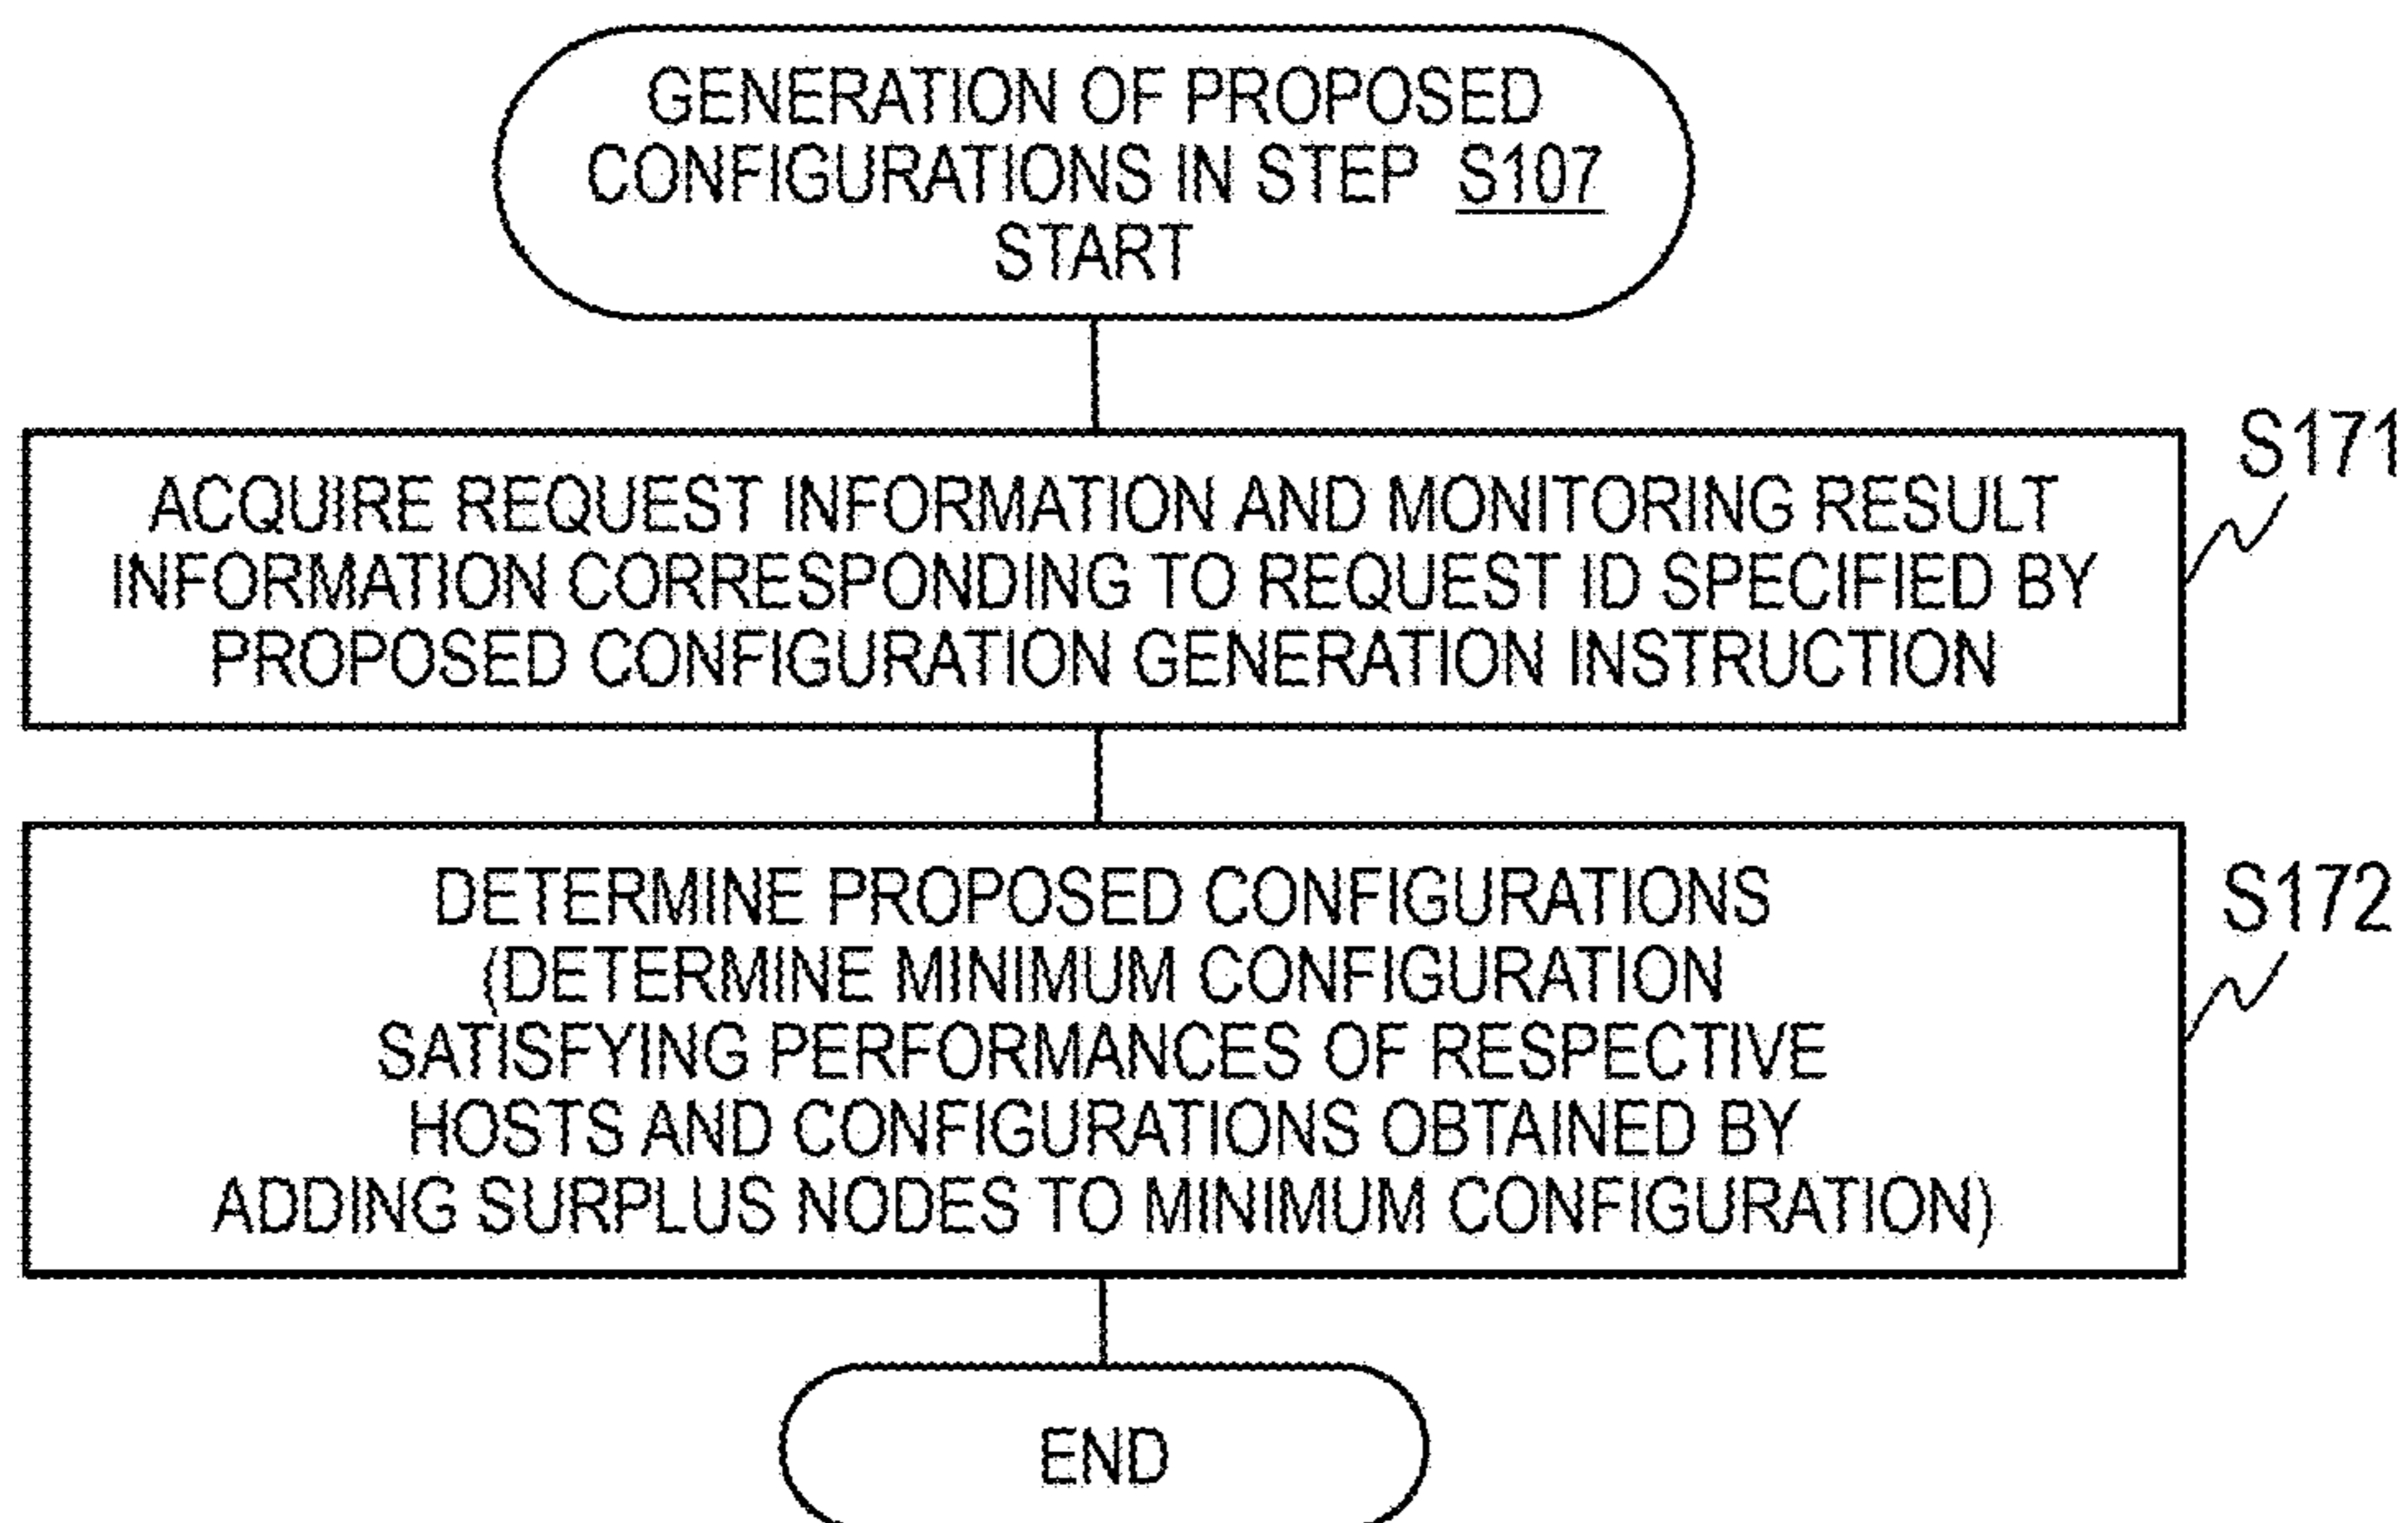 GENERATION OF PROPOSED
CONFIGURATIONS IN STEP S107
START
S171
ACQUIRE REQUEST INFORMATION AND MONITORING RESULT
INFORMATION CORRESPONDING TO REQUEST ID SPECIFIED BY
PROPOSED CONFIGURATION GENERATION INSTRUCTION
S172
DETERMINE PROPOSED CONFIGURATIONS
(DETERMINE MINIMUM CONFIGURATION
SATISFYING PERFORMANCES OF RESPECTIVE
HOSTS AND CONFIGURATIONS OBTAINED BY
ADDING SURPLUS NODES TO MINIMUM CONFIGURATION)
END